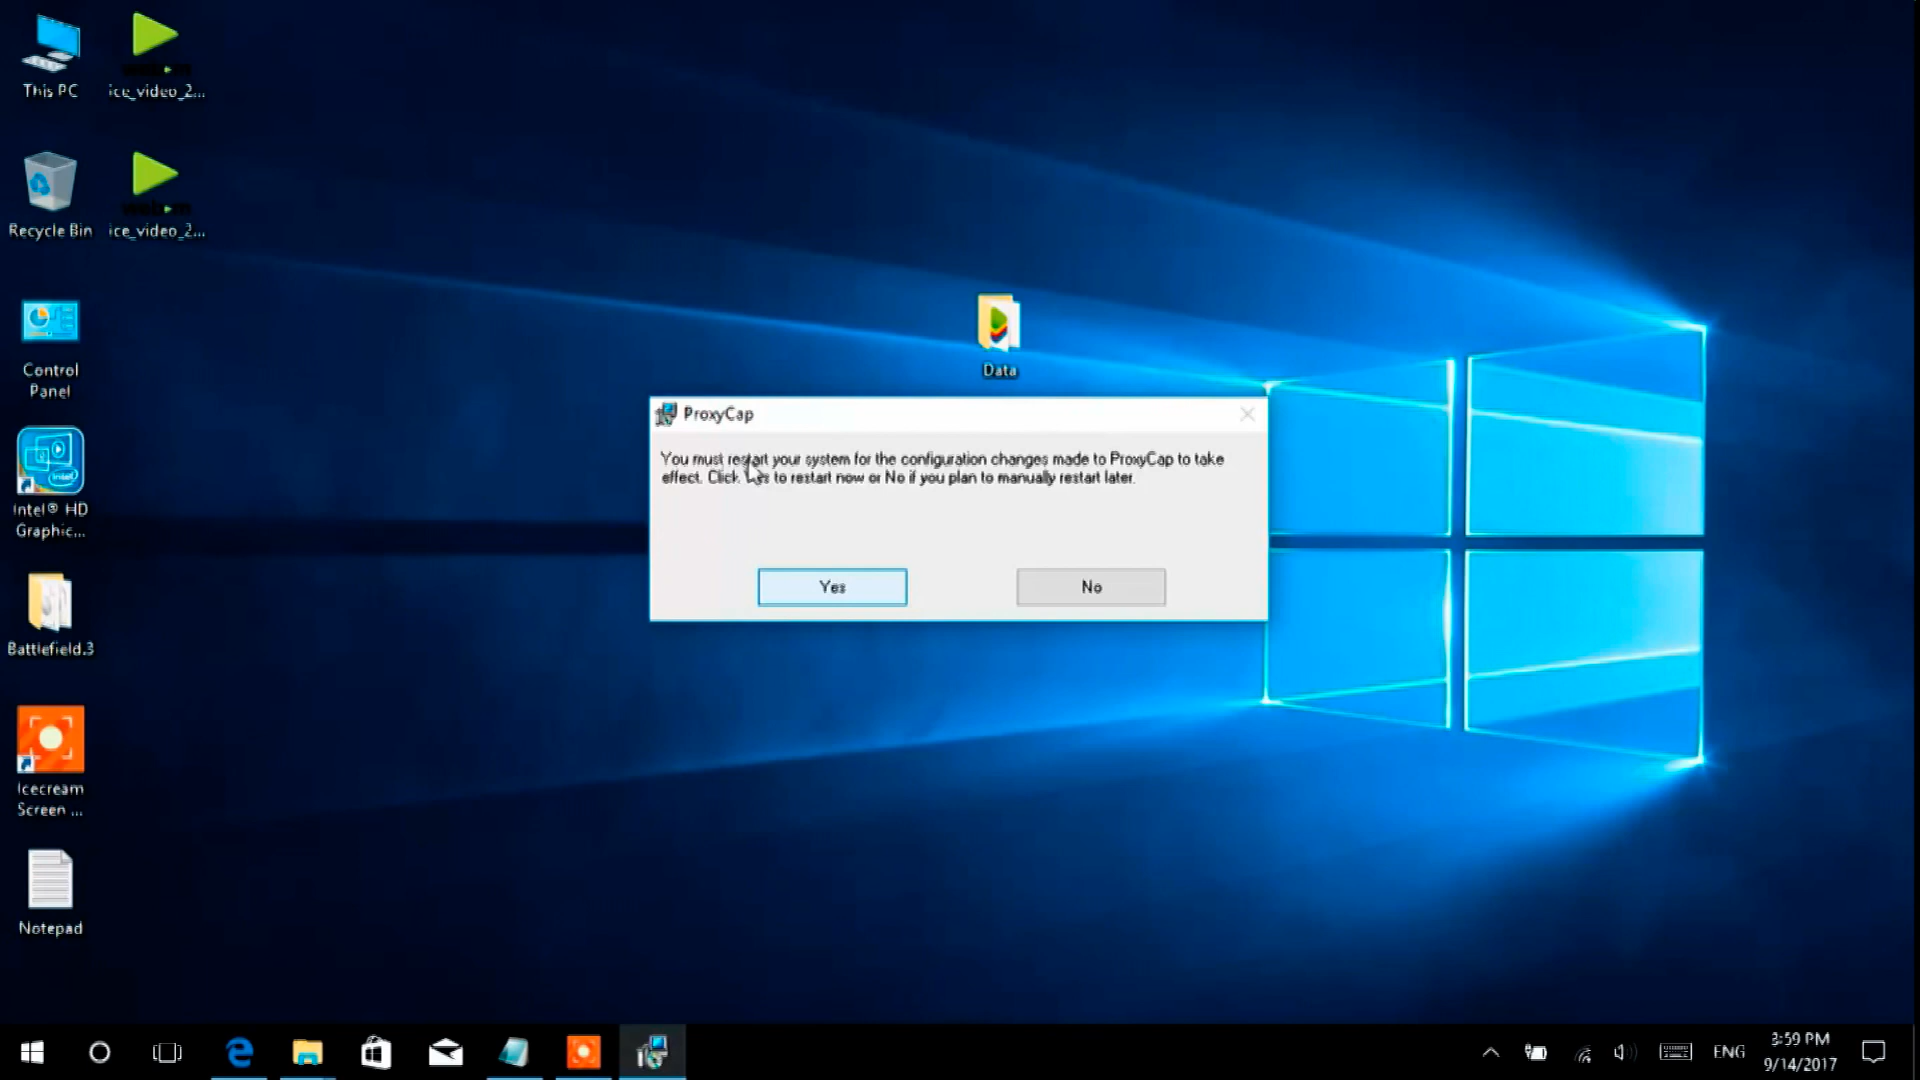 This PC
ice_video_2...
Recycle Bin
ice_video_2...
Control
Panel
intel
Intel® HD
Graphic...
Battlefield.3
Icecream
Screen ...
Notepad
Data
ProxyCap
You must restart your system for the configuration changes made to ProxyCap to take
effect. Click to restart now or No if you plan to manually restart later.
Yes
No
ENG
3:59 PM
9/14/2017